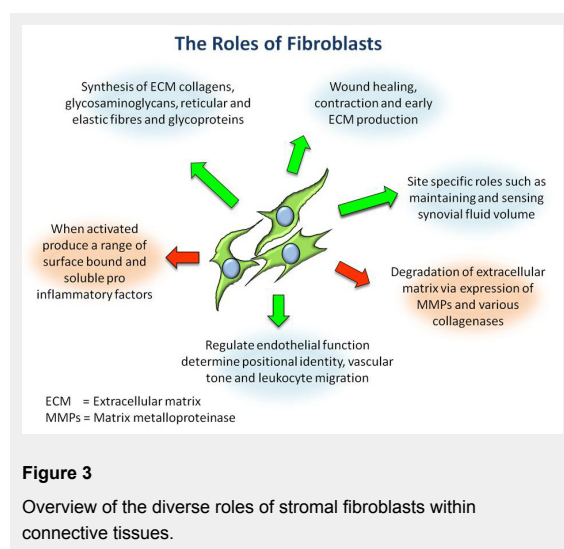 The Roles of Fibroblasts
Synthesis of ECM collagens,
glycosaminoglycans, reticular and
elastic fibres and glycoproteins
Wound healing,
contraction and early
ECM production
Site specific roles such as
maintaining and sensing
synovial fluid volume
When activated
produce a range of
surface bound and
soluble pro
inflammatory factors
Degradation of extracellular
matrix via expression of
MMPs and various
collagenases
Regulate endothelial function
determine positional identity, vascular
tone and leukocyte migration
ECM = Extracellular matrix
MMPs = Matrix metalloproteinase
Figure 3
Overview of the diverse roles of stromal fibroblasts within
connective tissues.